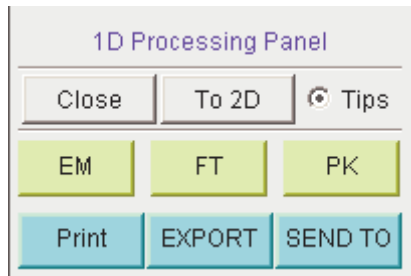 1D Processing Panel
Close To 2D Tips
EM FT PK
Print EXPORT SEND TO